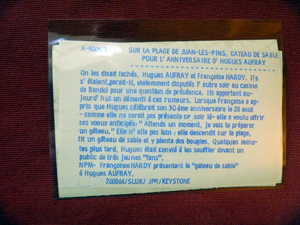 SUR LA PLAGE DE JUAN-LES-PINS, GATEAU DE SABLE
POUR L'ANNIVERSAIRE D'HUGUES AUFRAY
On les disait fachés, Hugues AUFRAY et Françoise HARDY. Ils
s'étaient, parait-il, violemment disputés l'autre soir au casino
de Bandol pour une question de préséance. Ils apportent au-
jourd'hui un démenti à ces rumeurs. Lorsque Françoise a ap-
pris que Hugues célébrait son 30ème anniversaire le 28 aout
- comme elle ne serait pas présente ce soir là- elle a voulu offrir
ses voeux anticipés: "Attends un moment, je vais te préparer
un gâteau." Elle n'alla pas loin : elle descendit sur la plage,
fit un gâteau de sable et y planta des bougies. Quelques minu-
tes plus tard, Hugues était convié à les souffler devant un
public de très jeunes "fans".
NPM- Françoise HARDY présentant le "gateau de sable"
à Hugues AUFRAY.
260864/SLUK/ JPR/KEYSTONE